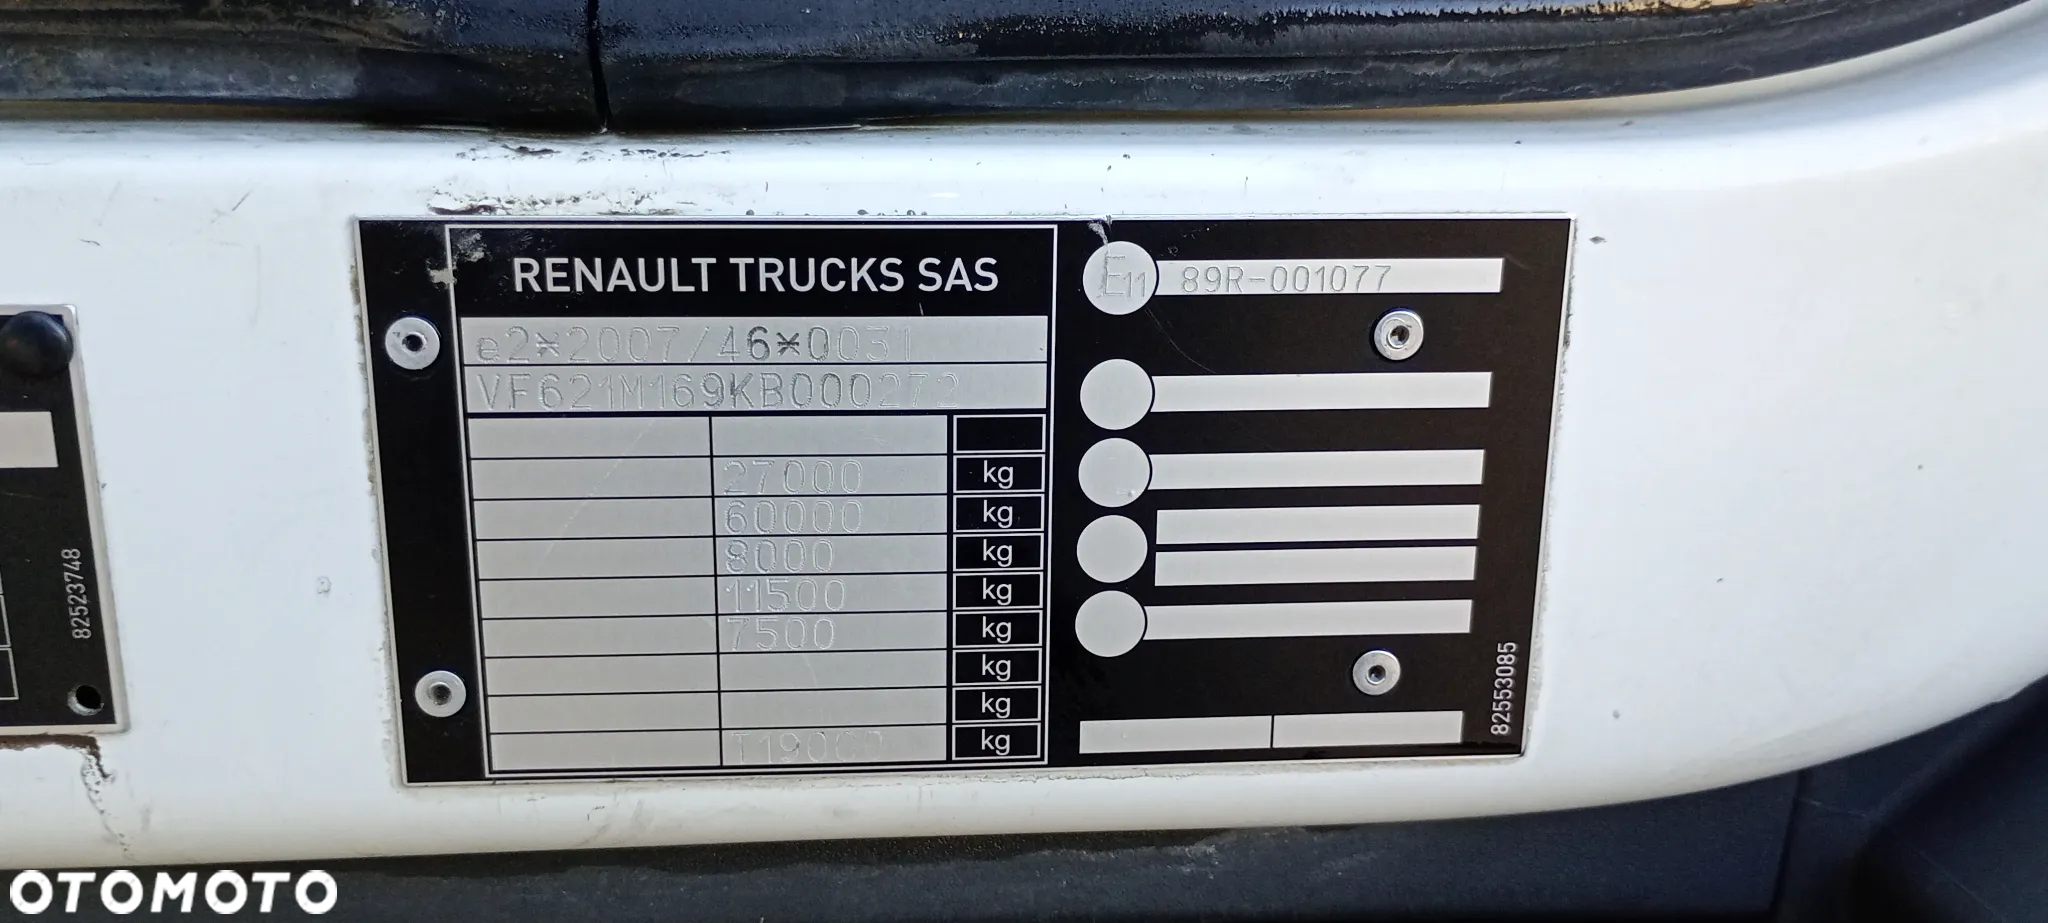 RENAULT TRUCKS SAS
e2*2007/46*0031
VF621M169KB000272
27000 kg
60000 kg
8000 kg
11500 kg
7500 kg
kg
kg
kg
E11 89R-001077
82553085
82523748
OTOMOTO